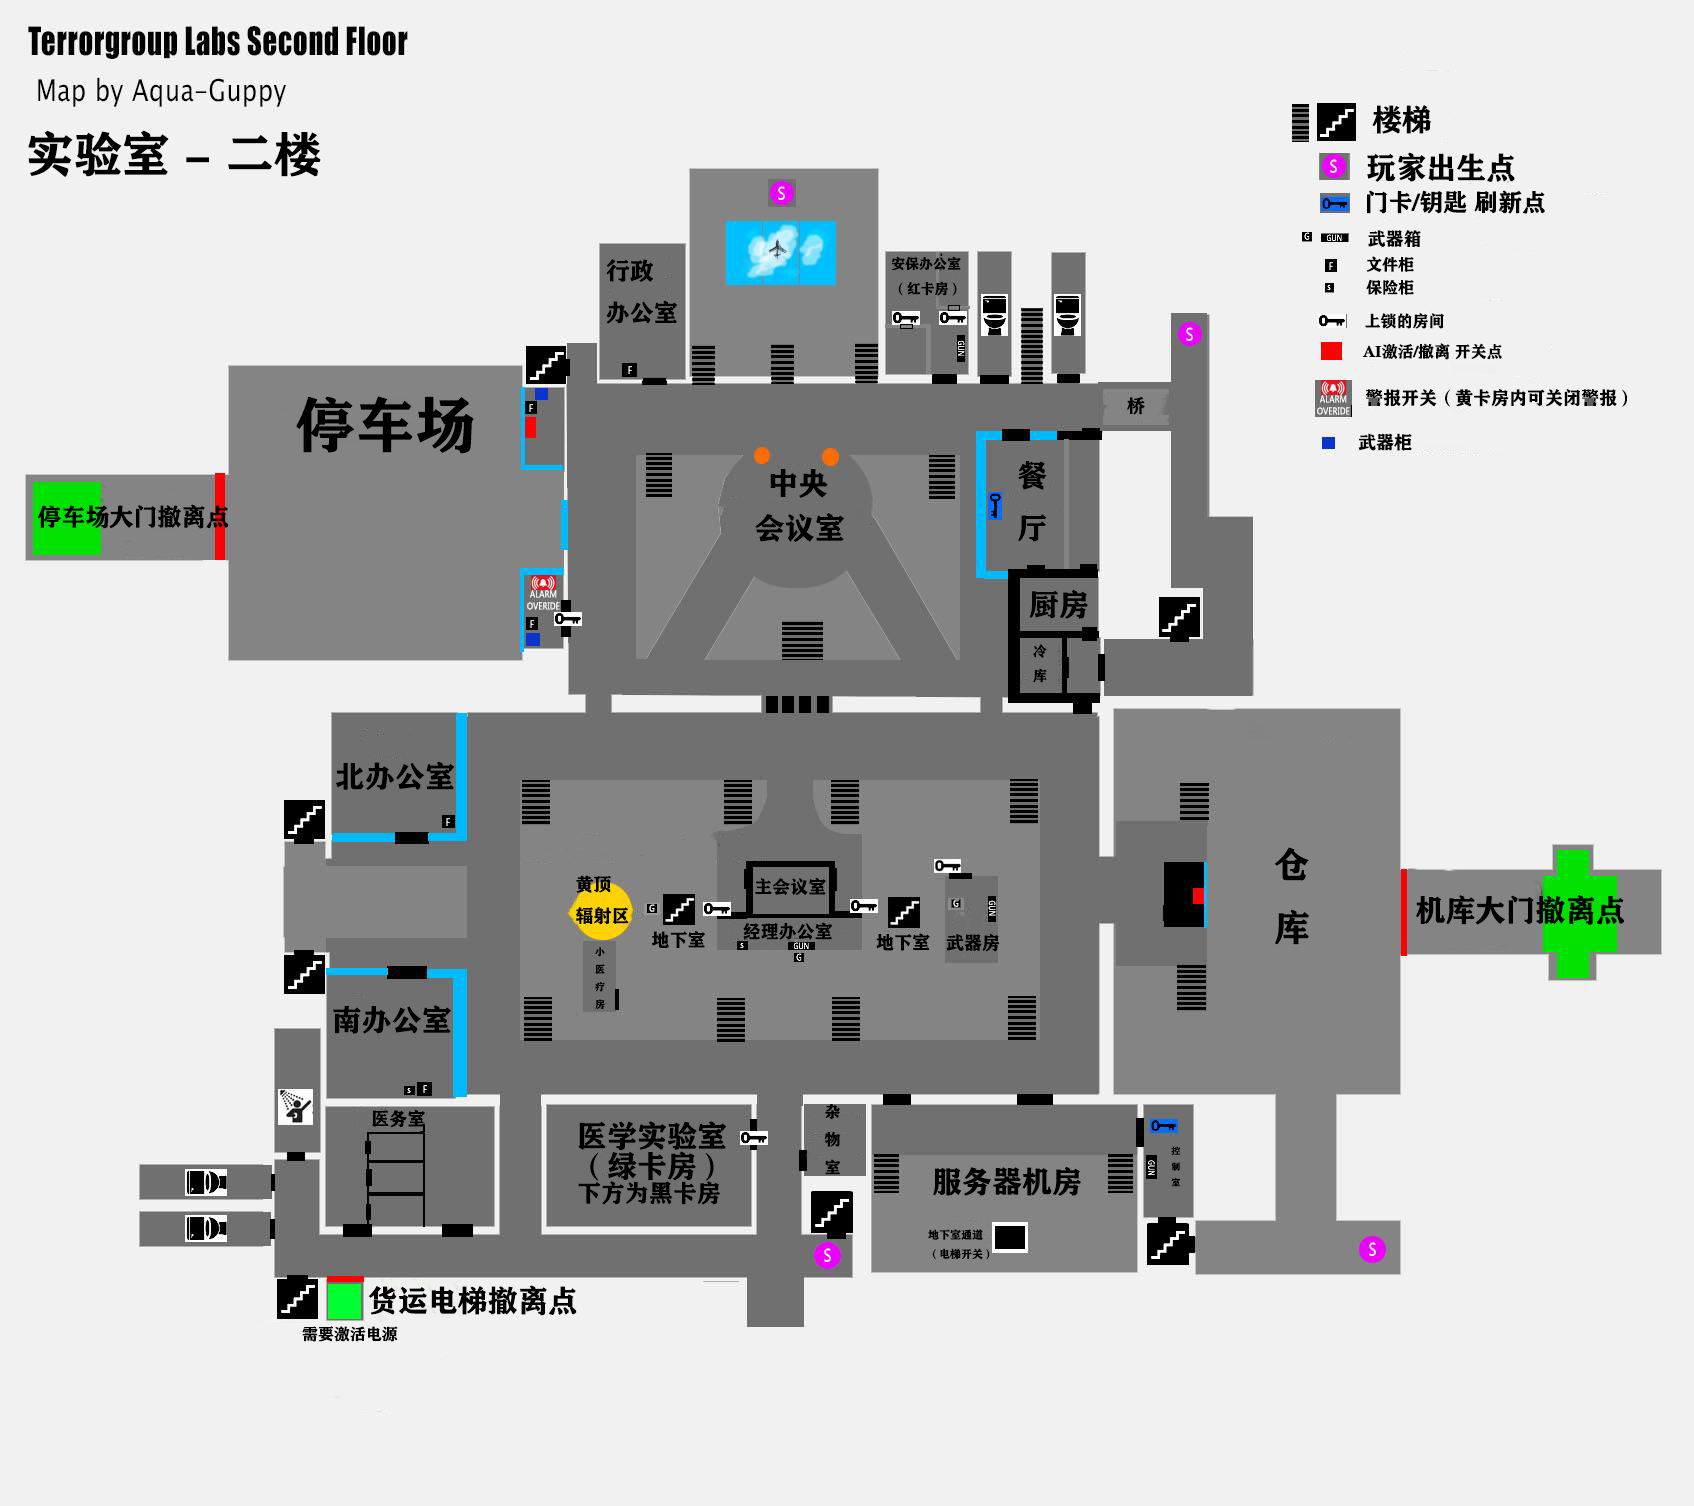 Terrorgroup Labs Second Floor
Map by Aqua-Guppy
实验室 – 二楼
楼梯
S
玩家出生点
门卡/钥匙 刷新点
G GUN 武器箱
F 文件柜
S 保险柜
上锁的房间
AI激活/撤离 开关点
ALARM
OVERIDE
警报开关（黄卡房内可关闭警报）
武器柜
S
行政
办公室
F
安保办公室
（红卡房）
GUN
S
桥
停车场
F
停车场大门撤离点
ALARM
OVERIDE
F
中央
会议室
餐
厅
厨房
冷
库
北办公室
F
黄顶
辐射区
G
地下室
主会议室
经理办公室
S GUN
G
地下室
G GUN
武器房
小
医
疗
房
仓
库
机库大门撤离点
南办公室
S F
医务室
医学实验室
（绿卡房）
下方为黑卡房
杂
物
室
S
服务器机房
地下室通道
（电梯开关）
GUN
控
制
室
S
货运电梯撤离点
需要激活电源